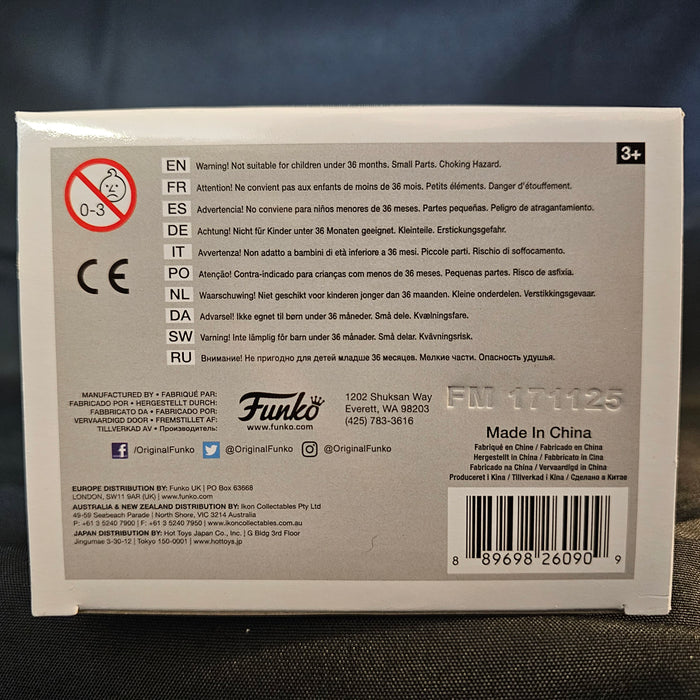 3+
0-3
EN Warning! Not suitable for children under 36 months. Small Parts. Choking Hazard.
FR Attention! Ne convient pas aux enfants de moins de 36 mois. Petits éléments. Danger d'étouffement.
ES Advertencia! No conviene para niños menores de 36 meses. Partes pequeñas. Peligro de atragantamiento.
DE Achtung! Nicht für Kinder unter 36 Monaten geeignet. Kleinteile. Erstickungsgefahr.
IT Avvertenza! Non adatto a bambini di età inferiore a 36 mesi. Piccole parti. Rischio di soffocamento.
PO Atenção! Contra-indicado para crianças com menos de 36 meses. Pequenas partes. Risco de asfixia.
NL Waarschuwing! Niet geschikt voor kinderen jonger dan 36 maanden. Kleine onderdelen. Verstikkingsgevaar.
DA Advarsel! Ikke egnet til børn under 36 måneder. Små dele. Kvælningsfare.
SW Varning! Inte lämplig för barn under 36 månader. Små delar. Kvävningsrisk.
RU Внимание! Не пригодно для детей младше 36 месяцев. Мелкие части. Опасность удушья.
CE
MANUFACTURED BY • FABRIQUÉ PAR:
FABRICADO POR • HERGESTELLT DURCH:
FABBRICATO DA • FABRICADO POR:
VERVAARDIGD DOOR • FREMSTILLET AF:
TILLVERKAD AV • Производитель:
Funko
www.funko.com
1202 Shuksan Way
Everett, WA 98203
(425) 783-3616
/OriginalFunko @OriginalFunko @OriginalFunko
FM 171125
Made In China
Fabriqué en Chine / Fabricado en China
Hergestellt in China / Fabbricato in Cina
Fabricado na China / Vervaardigd in China
Produceret i Kina / Tillverkad i Kina / Сделано в Китае
EUROPE DISTRIBUTION BY: Funko UK | PO Box 63668
LONDON, SW11 9AR (UK) | www.funko.com
AUSTRALIA & NEW ZEALAND DISTRIBUTION BY: Ikon Collectables Pty Ltd
49-59 Seabeach Parade | North Shore, VIC 3214 Australia
P: +61 3 5240 7900 | F: +61 3 5240 7950 | www.ikoncollectables.com.au
JAPAN DISTRIBUTION BY: Hot Toys Japan Co., Inc. | G Bldg 3rd Floor
Jingumae 3-30-12 | Tokyo 150-0001 | www.hottoys.jp
8 89698 26090 9